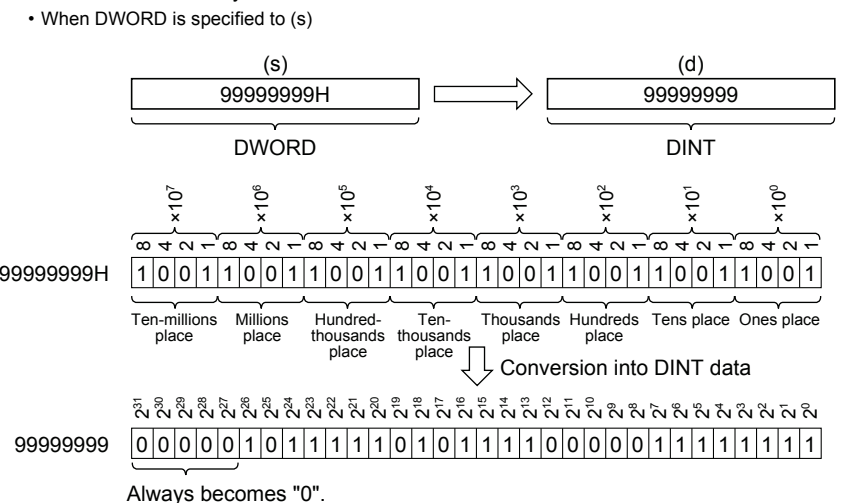 • When DWORD is specified to (s)
(s) (d)
99999999H 99999999
DWORD DINT
×10⁷ ×10⁶ ×10⁵ ×10⁴ ×10³ ×10² ×10¹ ×10⁰
8 4 2 1 8 4 2 1 8 4 2 1 8 4 2 1 8 4 2 1 8 4 2 1 8 4 2 1 8 4 2 1
99999999H 1 0 0 1 1 0 0 1 1 0 0 1 1 0 0 1 1 0 0 1 1 0 0 1 1 0 0 1 1 0 0 1
Ten-millions place Millions place Hundred-thousands place Ten-thousands place Thousands place Hundreds place Tens place Ones place
Conversion into DINT data
2³¹ 2³⁰ 2²⁹ 2²⁸ 2²⁷ 2²⁶ 2²⁵ 2²⁴ 2²³ 2²² 2²¹ 2²⁰ 2¹⁹ 2¹⁸ 2¹⁷ 2¹⁶ 2¹⁵ 2¹⁴ 2¹³ 2¹² 2¹¹ 2¹⁰ 2⁹ 2⁸ 2⁷ 2⁶ 2⁵ 2⁴ 2³ 2² 2¹ 2⁰
99999999 0 0 0 0 0 1 0 1 1 1 1 1 0 1 0 1 1 1 1 0 0 0 0 0 1 1 1 1 1 1 1 1
Always becomes "0".